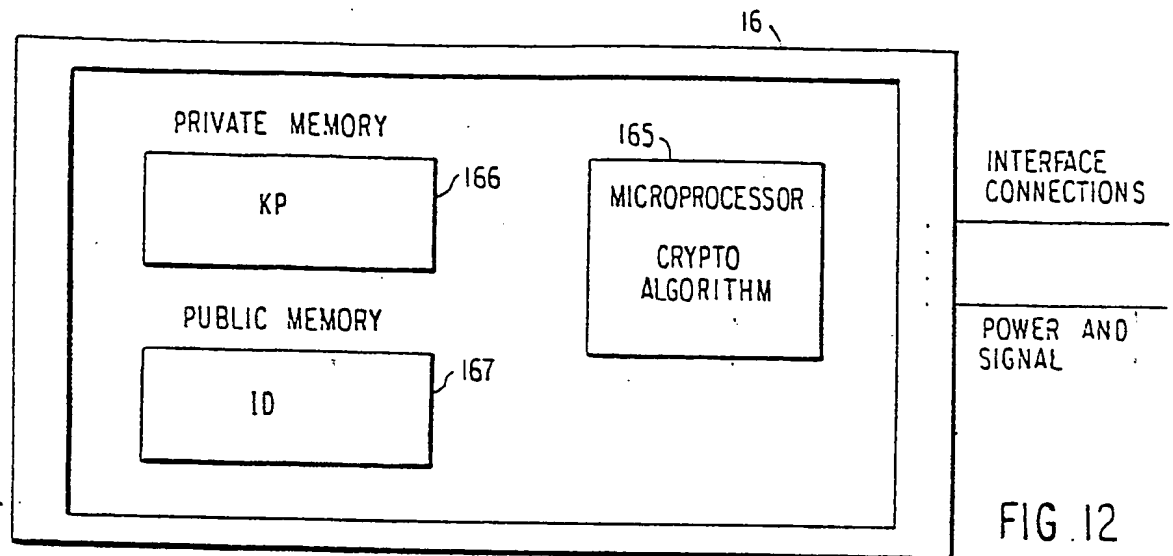 16
PRIVATE MEMORY
KP
166
PUBLIC MEMORY
ID
167
165
MICROPROCESSOR
CRYPTO
ALGORITHM
INTERFACE
CONNECTIONS
POWER AND
SIGNAL
FIG.12